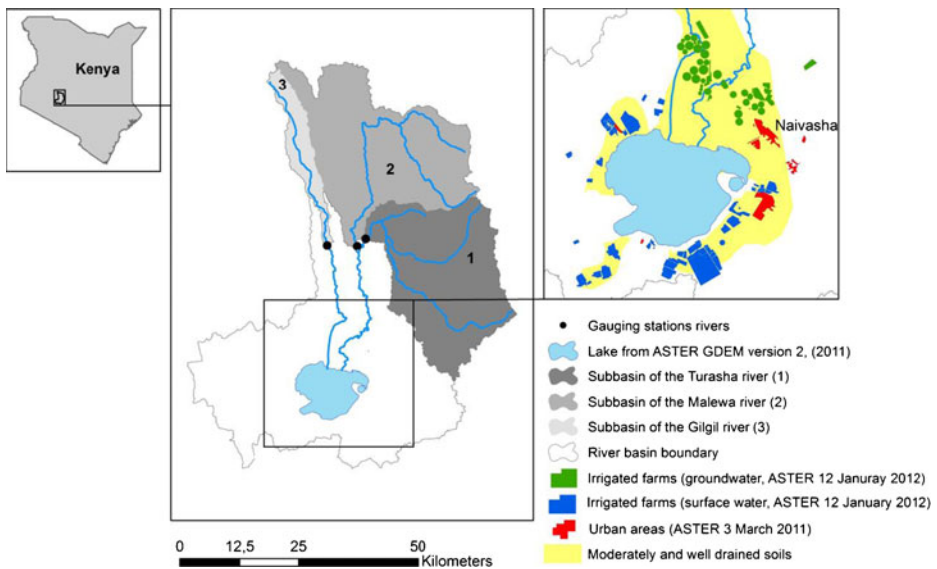 Kenya
3
2
1
Naivasha
Gauging stations rivers
Lake from ASTER GDEM version 2, (2011)
Subbasin of the Turasha river (1)
Subbasin of the Malewa river (2)
Subbasin of the Gilgil river (3)
River basin boundary
Irrigated farms (groundwater, ASTER 12 Januray 2012)
Irrigated farms (surface water, ASTER 12 January 2012)
Urban areas (ASTER 3 March 2011)
Moderately and well drained soils
0 12,5 25 50
Kilometers